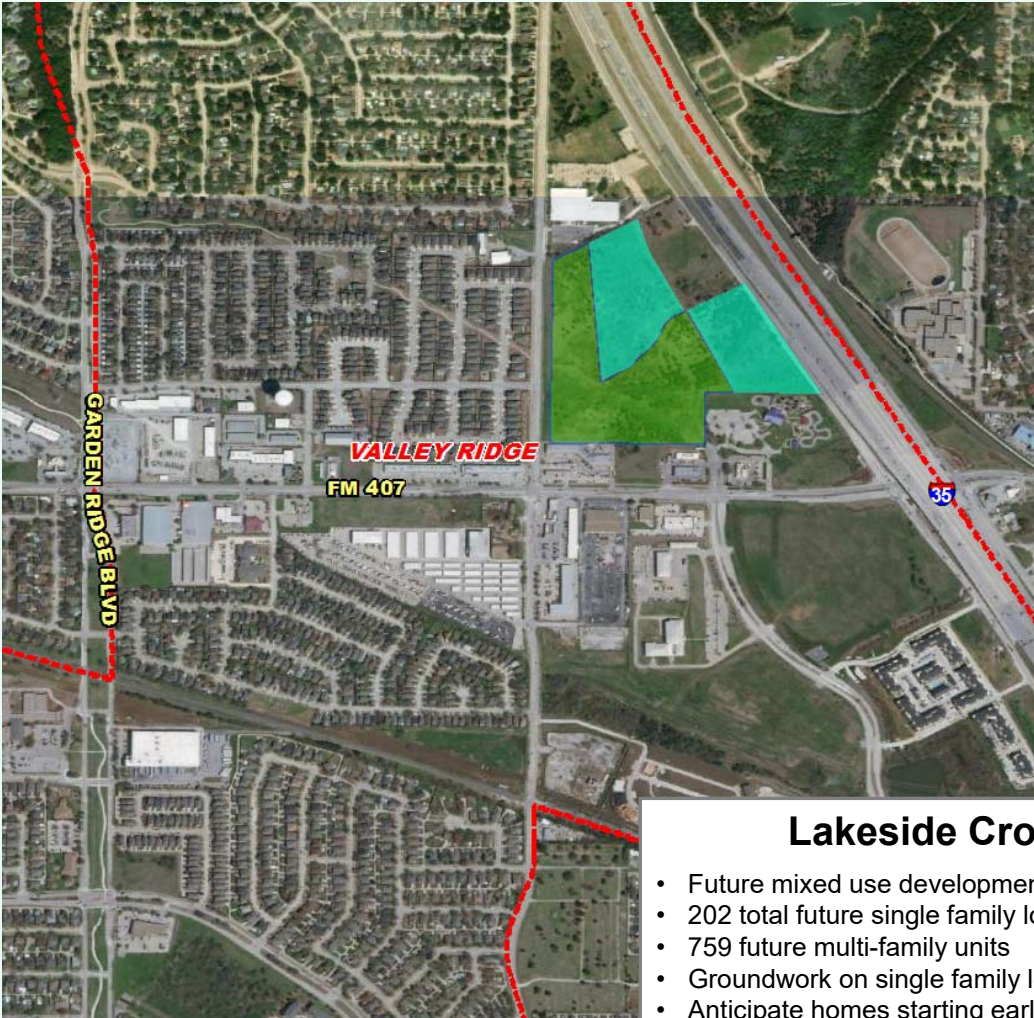 GARDEN RIDGE BLVD
VALLEY RIDGE
FM 407
35
Lakeside Cro
• Future mixed use developmen
• 202 total future single family lo
• 759 future multi-family units
• Groundwork on single family l
• Anticipate homes starting earl